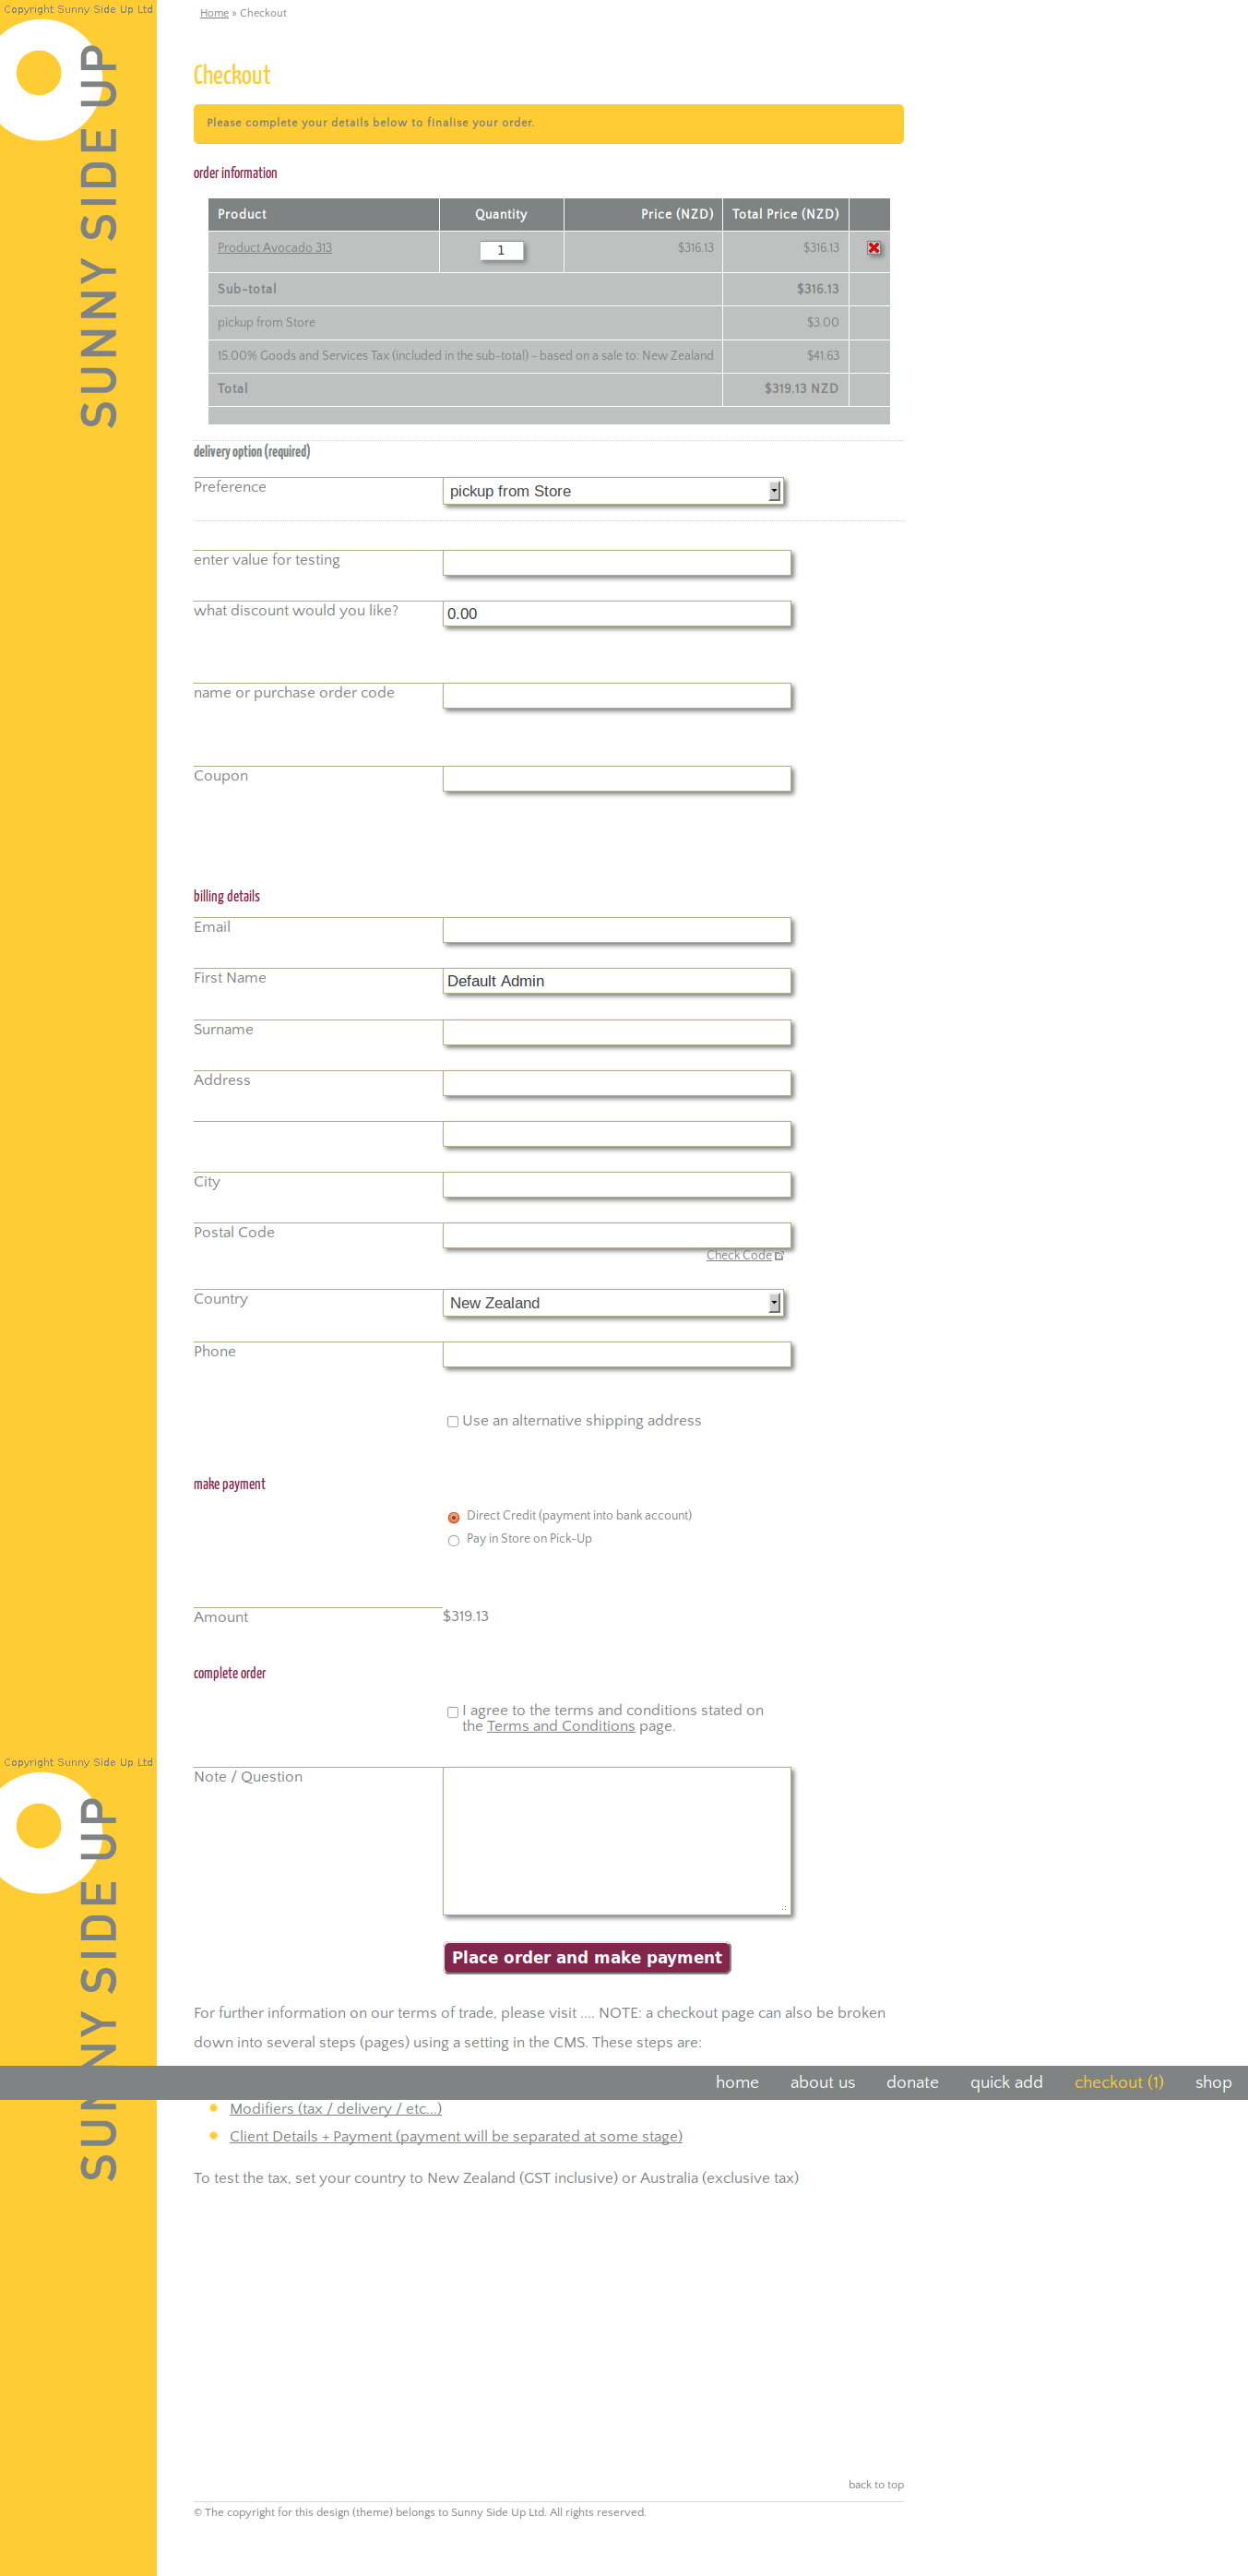 Copyright Sunny Side Up Ltd
SUNNY SIDE UP
Home » Checkout
Checkout
Please complete your details below to finalise your order.
order information
Product Quantity Price (NZD) Total Price (NZD)
Product Avocado 313 1 $316.13 $316.13
Sub-total $316.13
pickup from Store $3.00
15.00% Goods and Services Tax (included in the sub-total) - based on a sale to: New Zealand $41.63
Total $319.13 NZD
delivery option (required)
Preference pickup from Store
enter value for testing
what discount would you like? 0.00
name or purchase order code
Coupon
billing details
Email
First Name Default Admin
Surname
Address
City
Postal Code
Check Code
Country New Zealand
Phone
Use an alternative shipping address
make payment
Direct Credit (payment into bank account)
Pay in Store on Pick-Up
Amount $319.13
complete order
I agree to the terms and conditions stated on
the Terms and Conditions page.
Copyright Sunny Side Up Ltd
SUNNY SIDE UP
Note / Question
Place order and make payment
For further information on our terms of trade, please visit .... NOTE: a checkout page can also be broken
down into several steps (pages) using a setting in the CMS. These steps are:
home about us donate quick add checkout (1) shop
Modifiers (tax / delivery / etc...)
Client Details + Payment (payment will be separated at some stage)
To test the tax, set your country to New Zealand (GST inclusive) or Australia (exclusive tax)
back to top
© The copyright for this design (theme) belongs to Sunny Side Up Ltd. All rights reserved.